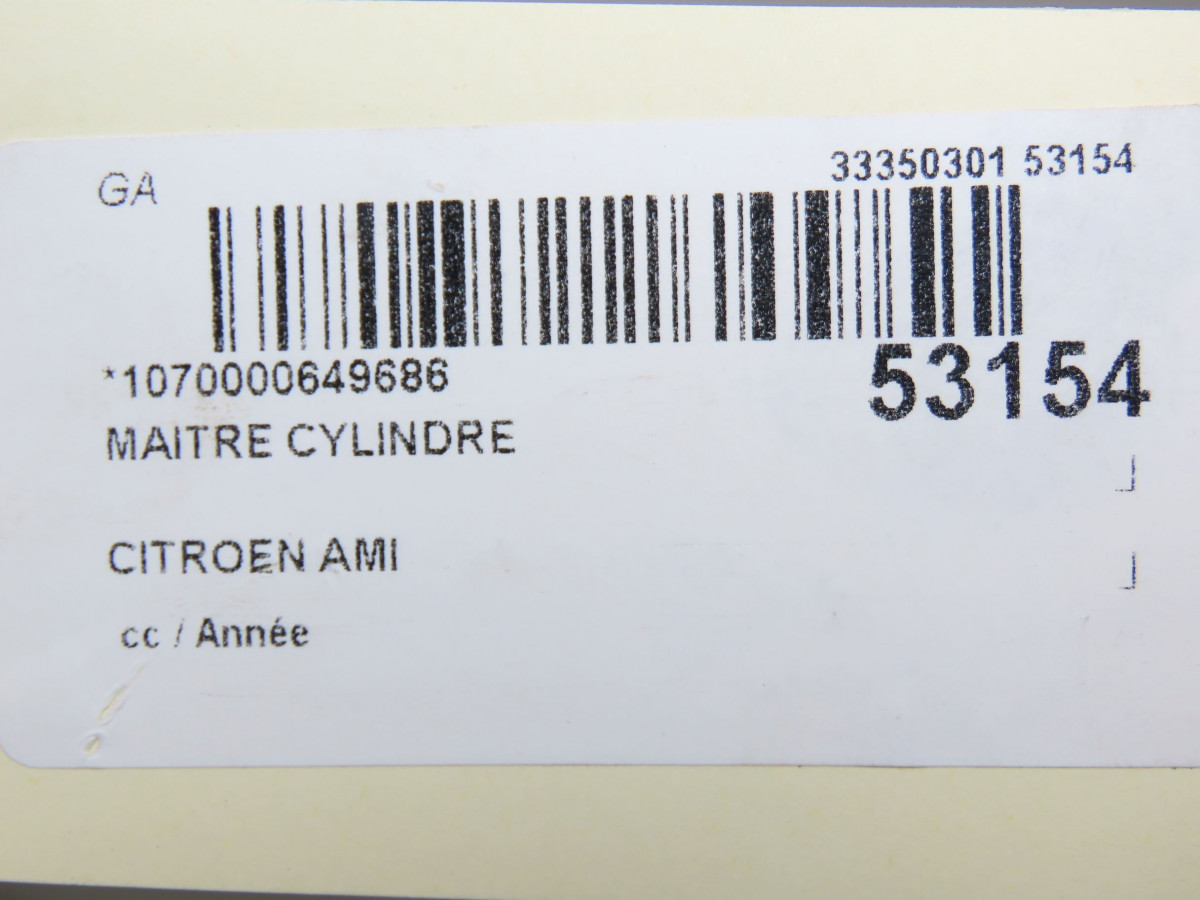 GA
33350301 53154
*1070000649686
53154
MAITRE CYLINDRE
CITROEN AMI
cc / Année